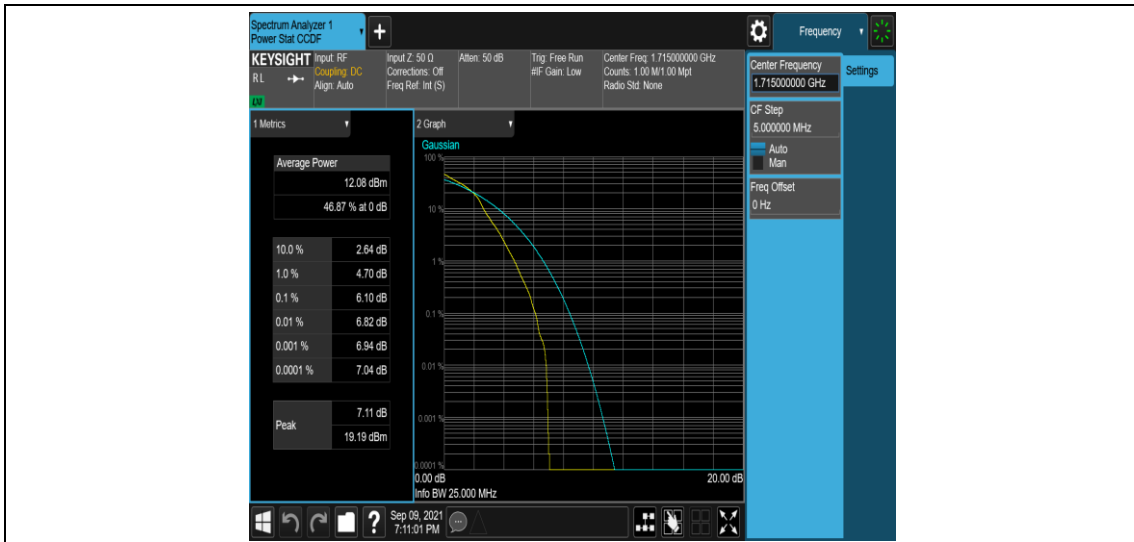 Spectrum Analyzer 1
Power Stat CCDF
+
Frequency
KEYSIGHT
Input: RF
Coupling: DC
Align: Auto
R L
LXI
Input Z: 50 Ω
Corrections: Off
Freq Ref: Int (S)
Atten: 50 dB
Trig: Free Run
#IF Gain: Low
Center Freq: 1.715000000 GHz
Counts: 1.00 M/1.00 Mpt
Radio Std: None
Center Frequency
1.715000000 GHz
Settings
CF Step
5.000000 MHz
Auto
Man
Freq Offset
0 Hz
1 Metrics
Average Power
12.08 dBm
46.87 % at 0 dB
10.0 % 2.64 dB
1.0 % 4.70 dB
0.1 % 6.10 dB
0.01 % 6.82 dB
0.001 % 6.94 dB
0.0001 % 7.04 dB
Peak
7.11 dB
19.19 dBm
2 Graph
Gaussian
100 %
10 %
1 %
0.1 %
0.01 %
0.001 %
0.0001 %
0.00 dB
20.00 dB
Info BW 25.000 MHz
?
Sep 09, 2021
7:11:01 PM